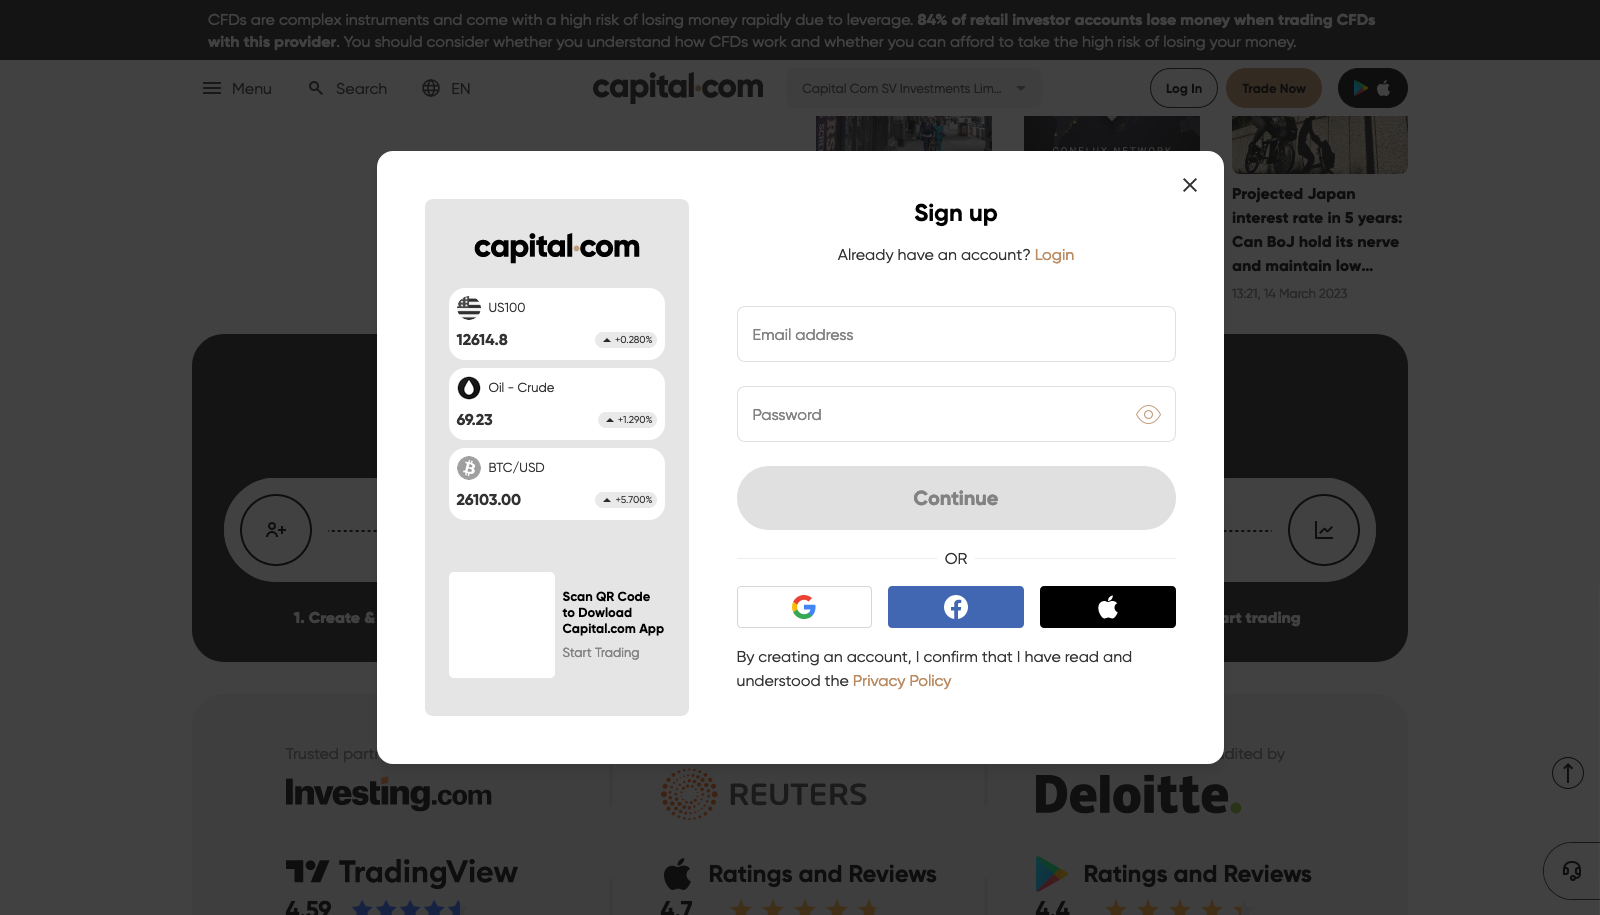 CFDs are complex instruments and come with a high risk of losing money rapidly due to leverage. 84% of retail investor accounts lose money when trading CFDs
with this provider. You should consider whether you understand how CFDs work and whether you can afford to take the high risk of losing your money.
Menu
Search
EN
capital.com
Capital Com SV Investments Lim...
Log In
Trade Now
CONFLUX NETWORK
Projected Japan
interest rate in 5 years:
Can BoJ hold its nerve
and maintain low...
13:21, 14 March 2023
capital.com
US100
12614.8
+0.280%
Oil - Crude
69.23
+1.290%
BTC/USD
26103.00
+5.700%
Scan QR Code
to Dowload
Capital.com App
Start Trading
Sign up
Already have an account? Login
Email address
Password
Continue
OR
By creating an account, I confirm that I have read and
understood the Privacy Policy
1. Create &
art trading
Trusted part
dited by
Investing.com
REUTERS
Deloitte.
TradingView
Ratings and Reviews
Ratings and Reviews
4.59
4.7
4.4